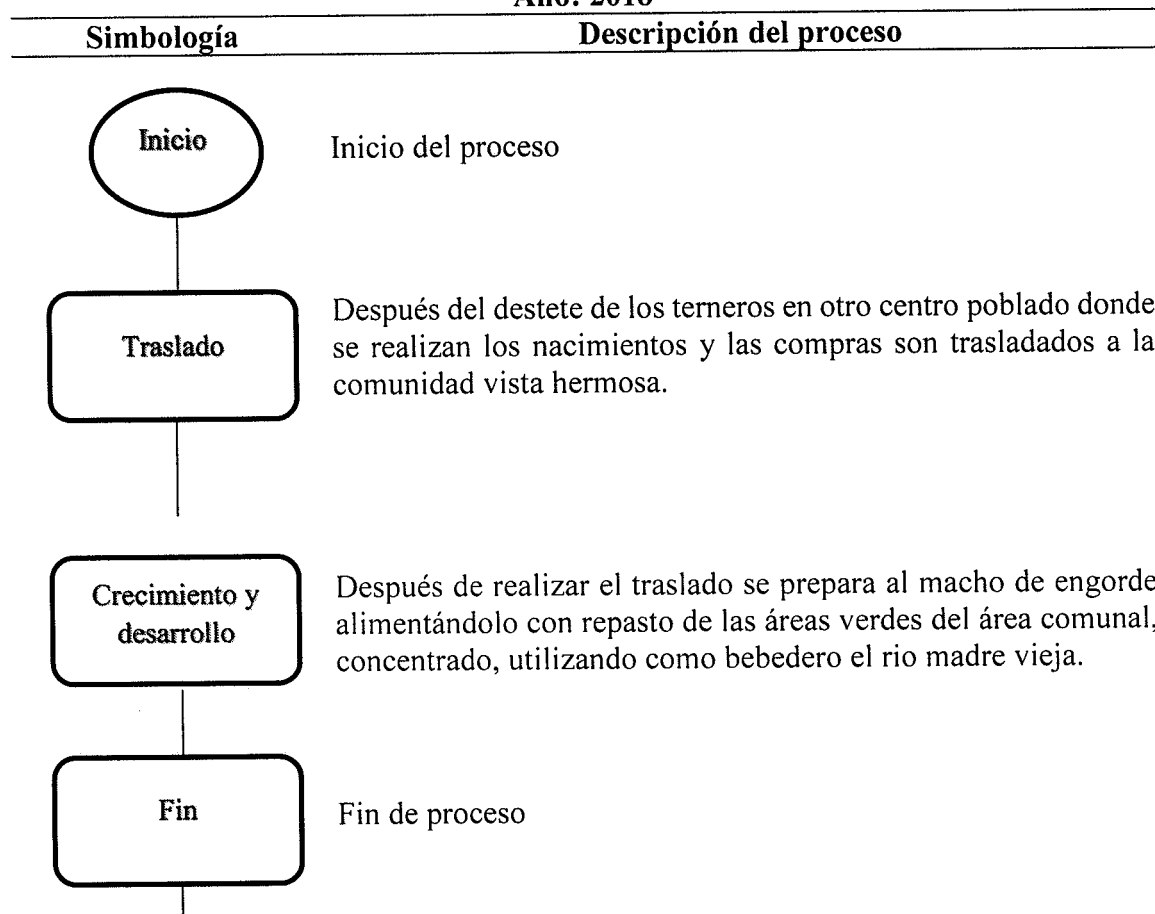 Simbología Descripción del proceso
Inicio
Inicio del proceso
Traslado
Después del destete de los terneros en otro centro poblado donde
se realizan los nacimientos y las compras son trasladados a la
comunidad vista hermosa.
Crecimiento y
desarrollo
Después de realizar el traslado se prepara al macho de engorde
alimentándolo con repasto de las áreas verdes del área comunal,
concentrado, utilizando como bebedero el rio madre vieja.
Fin
Fin de proceso